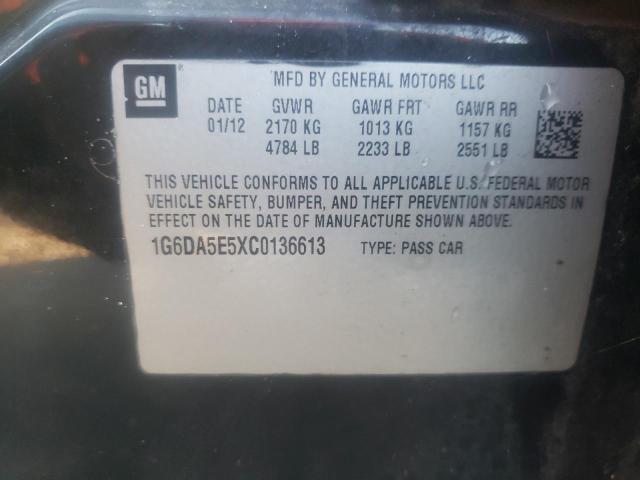 GM
MFD BY GENERAL MOTORS LLC
DATE GVWR GAWR FRT GAWR RR
01/12 2170 KG 1013 KG 1157 KG
4784 LB 2233 LB 2551 LB
THIS VEHICLE CONFORMS TO ALL APPLICABLE U.S. FEDERAL MOTOR
VEHICLE SAFETY, BUMPER, AND THEFT PREVENTION STANDARDS IN
EFFECT ON THE DATE OF MANUFACTURE SHOWN ABOVE.
1G6DA5E5XC0136613 TYPE: PASS CAR